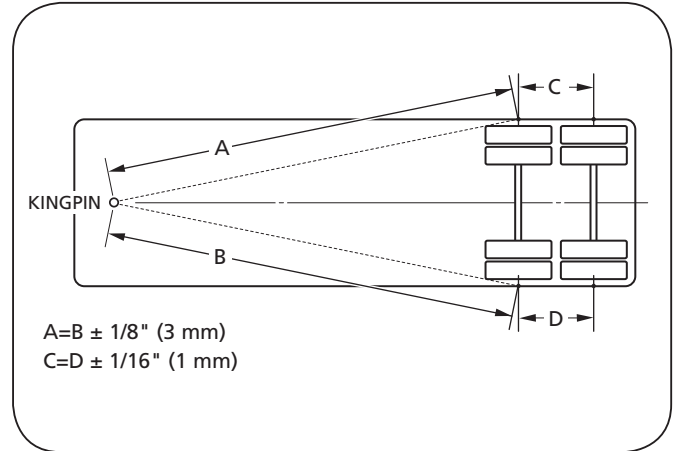 C
A
KINGPIN
B
D
A=B ± 1/8" (3 mm)
C=D ± 1/16" (1 mm)